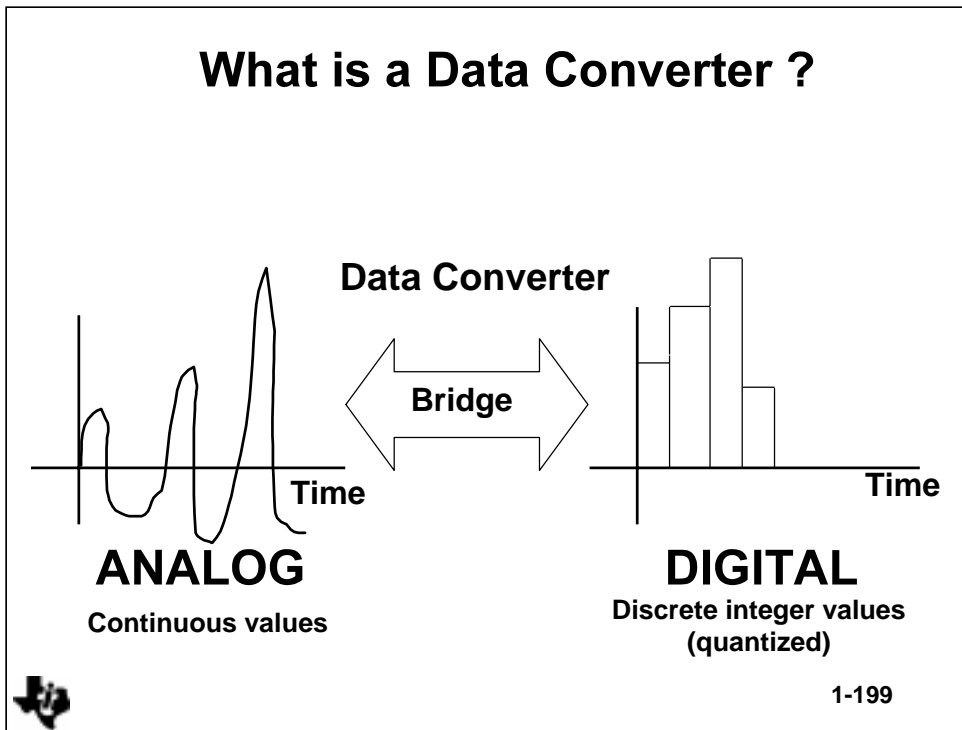 What is a Data Converter ?
Data Converter
Bridge
Time
Time
ANALOG
DIGITAL
Continuous values
Discrete integer values
(quantized)
1-199